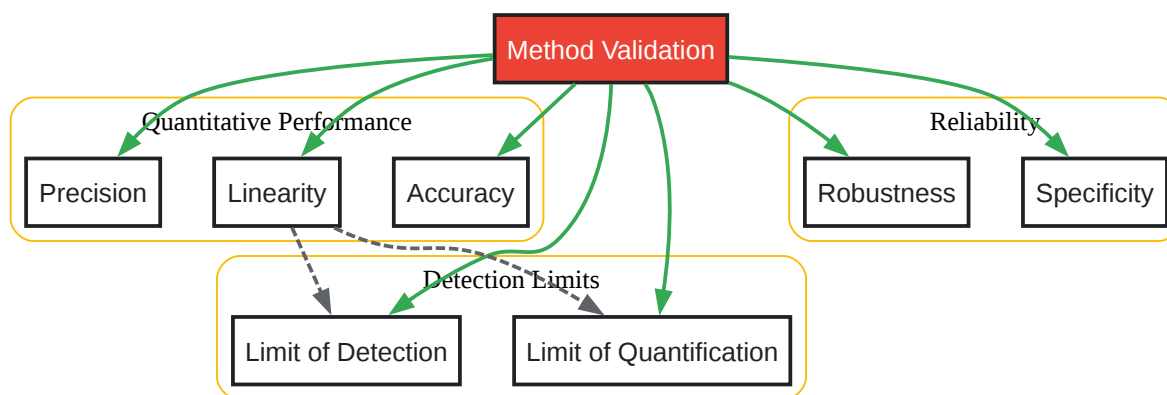 Method Validation
Quantitative Performance
Reliability
Precision
Linearity
Accuracy
Robustness
Specificity
Detection Limits
Limit of Detection
Limit of Quantification